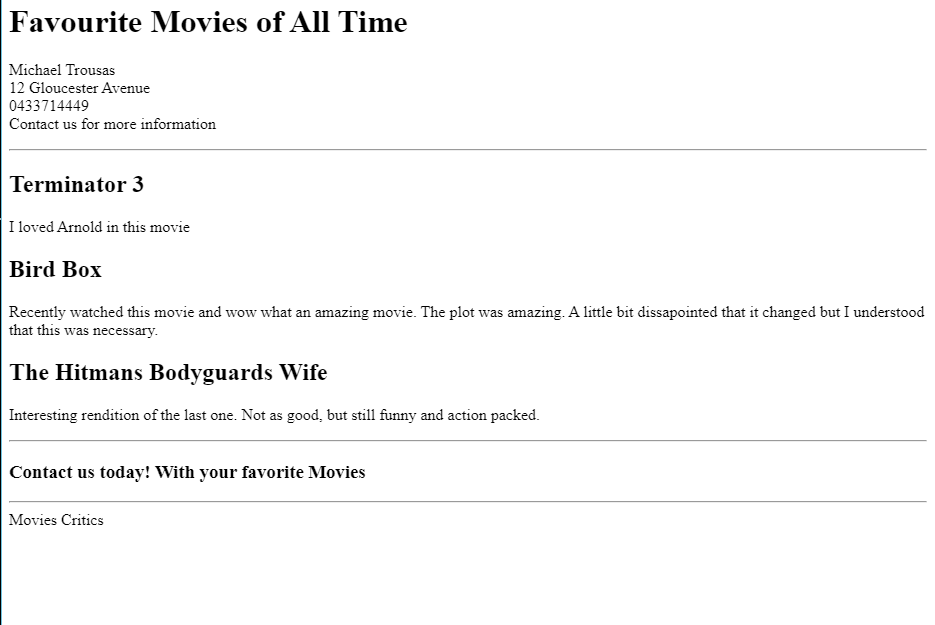 Favourite Movies of All Time
Michael Trousas
12 Gloucester Avenue
0433714449
Contact us for more information
Terminator 3
I loved Arnold in this movie
Bird Box
Recently watched this movie and wow what an amazing movie. The plot was amazing. A little bit dissapointed that it changed but I understood
that this was necessary.
The Hitmans Bodyguards Wife
Interesting rendition of the last one. Not as good, but still funny and action packed.
Contact us today! With your favorite Movies
Movies Critics